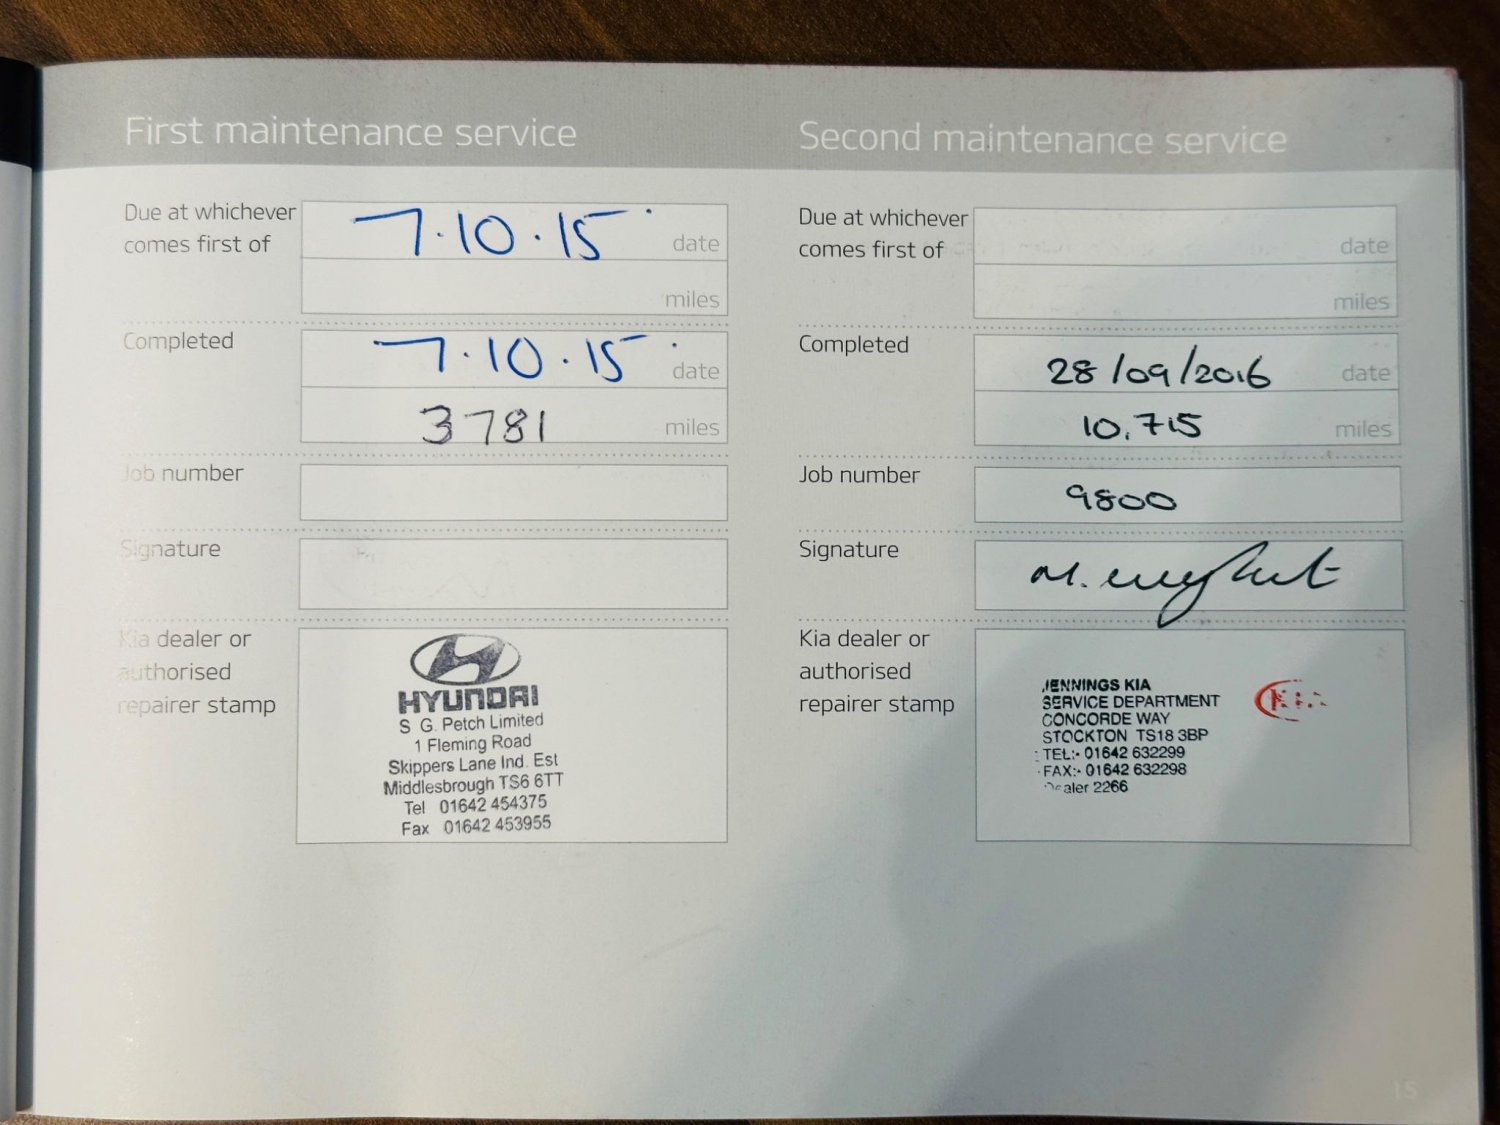 First maintenance service
Due at whichever
comes first of
7.10.15
date
miles
Completed
7.10.15
date
3781
miles
Job number
Signature
Kia dealer or
authorised
repairer stamp
HYUNDAI
S G. Petch Limited
1 Fleming Road
Skippers Lane Ind. Est
Middlesbrough TS6 6TT
Tel 01642 454375
Fax 01642 453955
Second maintenance service
Due at whichever
comes first of
date
miles
Completed
28/09/2016
date
10,715
miles
Job number
9800
Signature
M.
Kia dealer or
authorised
repairer stamp
JENNINGS KIA
SERVICE DEPARTMENT
CONCORDE WAY
STOCKTON TS18 3BP
TEL:- 01642 632299
FAX:- 01642 632298
Dealer 2266
KIA
15